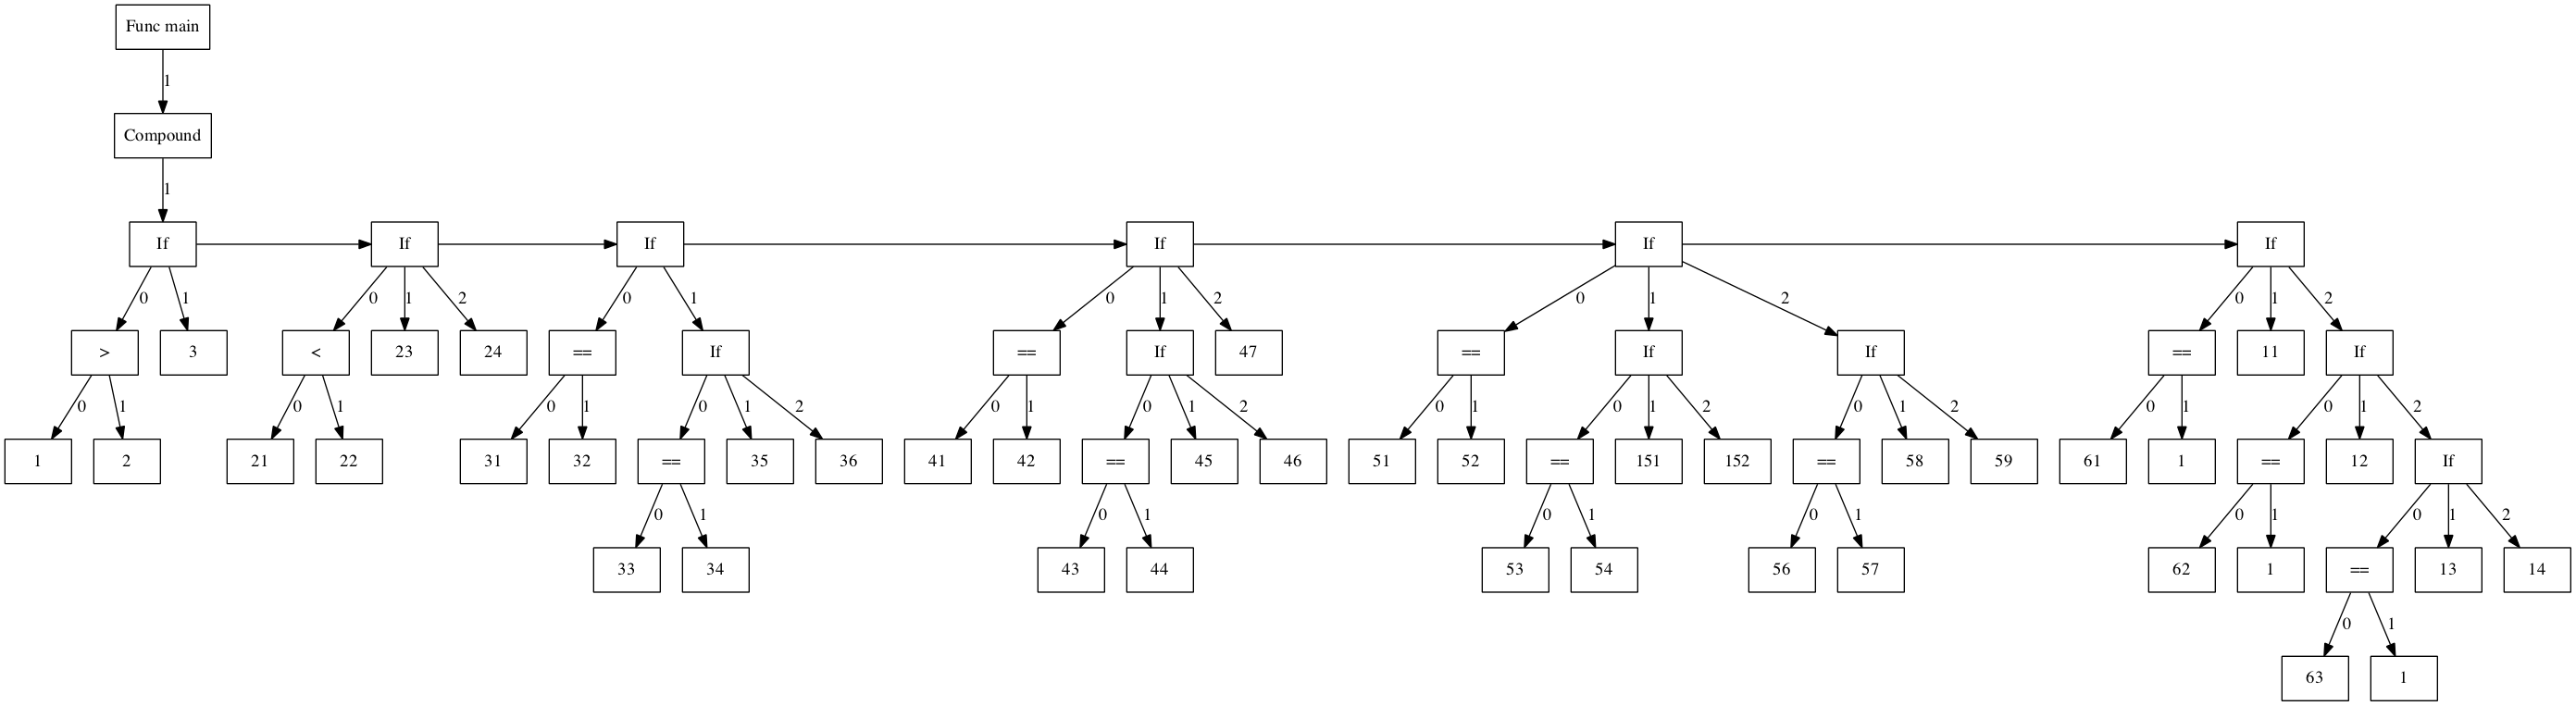 Func main
1
Compound
1
If If If If If If
0 1 0 1 2 0 1 0 1 2 0 1 2 0 1 2
> 3 < 23 24 == If == If 47 == If If == 11 If
0 1 0 1 0 1 0 1 2 0 1 0 1 2 0 1 0 1 2 0 1 2 0 1 0 1 2
1 2 21 22 31 32 == 35 36 41 42 == 45 46 51 52 == 151 152 == 58 59 61 1 == 12 If
0 1 0 1 0 1 0 1 0 1 0 1 2
33 34 43 44 53 54 56 57 62 1 == 13 14
0 1
63 1